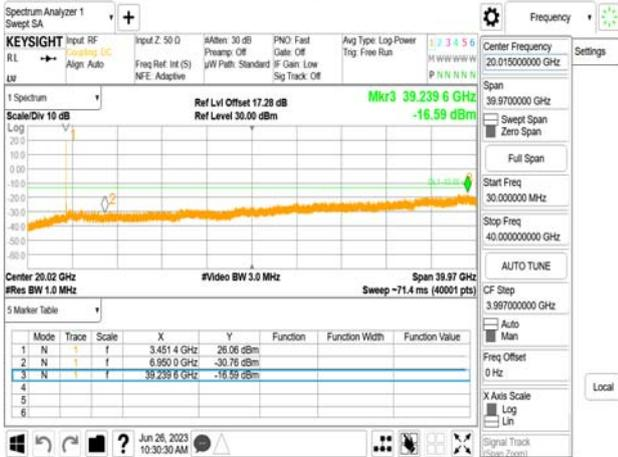 Spectrum Analyzer 1
Swept SA
+
Frequency
KEYSIGHT Input: RF Input Z: 50 Ω #Atten: 30 dB PNO: Fast Avg Type: Log-Power 1 2 3 4 5 6
RL Coupling: DC Preamp: Off Gate: Off Trig: Free Run M W W W W W
Align: Auto Freq Ref: Int (S) µW Path: Standard IF Gain: Low P N N N N N
NFE: Adaptive Sig Track: Off
1 Spectrum
Scale/Div 10 dB
Ref Lvl Offset 17.28 dB
Ref Level 30.00 dBm
Mkr3 39.239 6 GHz
-16.59 dBm
Log
1
20.0
10.0
0.00
-10.0
2
-20.0
-30.0
-40.0
-50.0
-60.0
Center 20.02 GHz #Video BW 3.0 MHz Span 39.97 GHz
#Res BW 1.0 MHz Sweep ~71.4 ms (40001 pts)
5 Marker Table
Mode Trace Scale X Y Function Function Width Function Value
1 N 1 f 3.451 4 GHz 26.06 dBm
2 N 1 f 6.950 0 GHz -30.76 dBm
3 N 1 f 39.239 6 GHz -16.59 dBm
4
5
6
?
Jun 26, 2023
10:30:30 AM
Center Frequency
20.015000000 GHz
Settings
Span
39.9700000 GHz
Swept Span
Zero Span
Full Span
Start Freq
30.000000 MHz
Stop Freq
40.000000000 GHz
AUTO TUNE
CF Step
3.997000000 GHz
Auto
Man
Freq Offset
0 Hz
X Axis Scale
Log
Lin
Local
Signal Track
(Span Zoom)